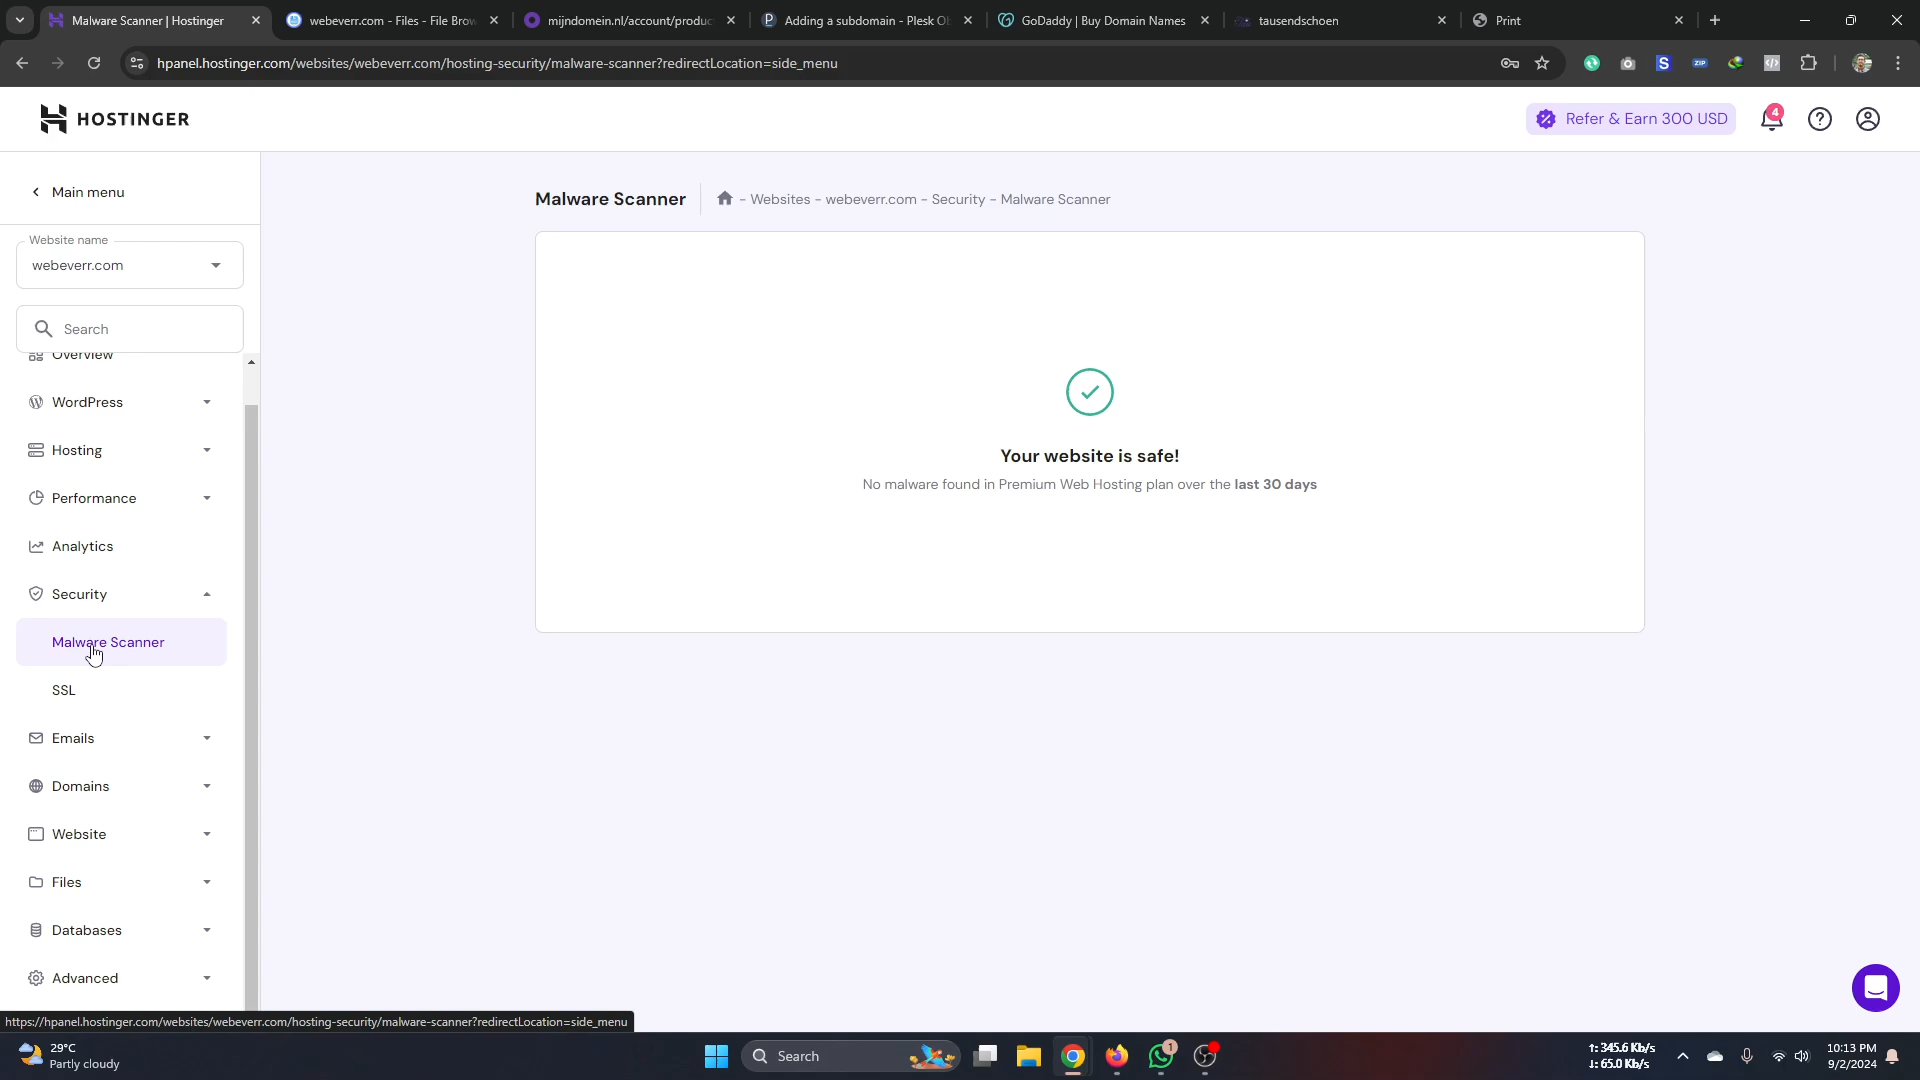 Malware Scanner | Hostinger
webeverr.com - Files - File Brow
mijndomein.nl/account/produc
Adding a subdomain - Plesk Ob
GoDaddy | Buy Domain Names
tausendschoen
Print
hpanel.hostinger.com/websites/webeverr.com/hosting-security/malware-scanner?redirectLocation=side_menu
S
ZIP
HOSTINGER
Refer & Earn 300 USD
4
Main menu
Website name
webeverr.com
Search
Overview
WordPress
Hosting
Performance
Analytics
Security
Malware Scanner
SSL
Emails
Domains
Website
Files
Databases
Advanced
Malware Scanner
- Websites - webeverr.com - Security - Malware Scanner
Your website is safe!
No malware found in Premium Web Hosting plan over the last 30 days
https://hpanel.hostinger.com/websites/webeverr.com/hosting-security/malware-scanner?redirectLocation=side_menu
29°C
Partly cloudy
Search
1
↑: 345.6 Kb/s
↓: 65.0 Kb/s
10:13 PM
9/2/2024